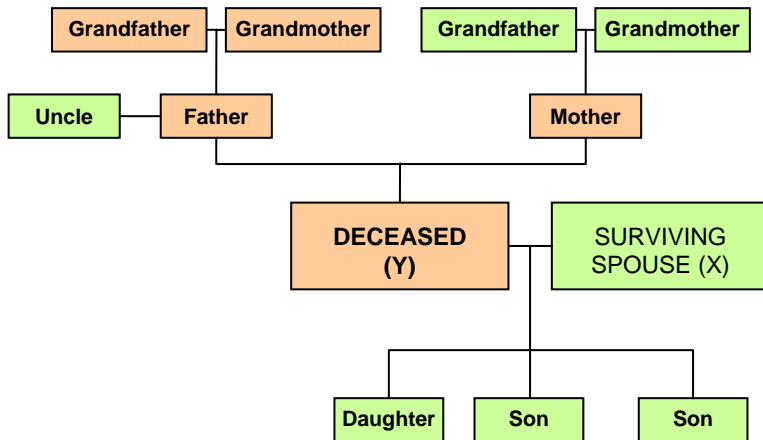 Grandfather
Grandmother
Grandfather
Grandmother
Uncle
Father
Mother
DECEASED
(Y)
SURVIVING
SPOUSE (X)
Daughter
Son
Son